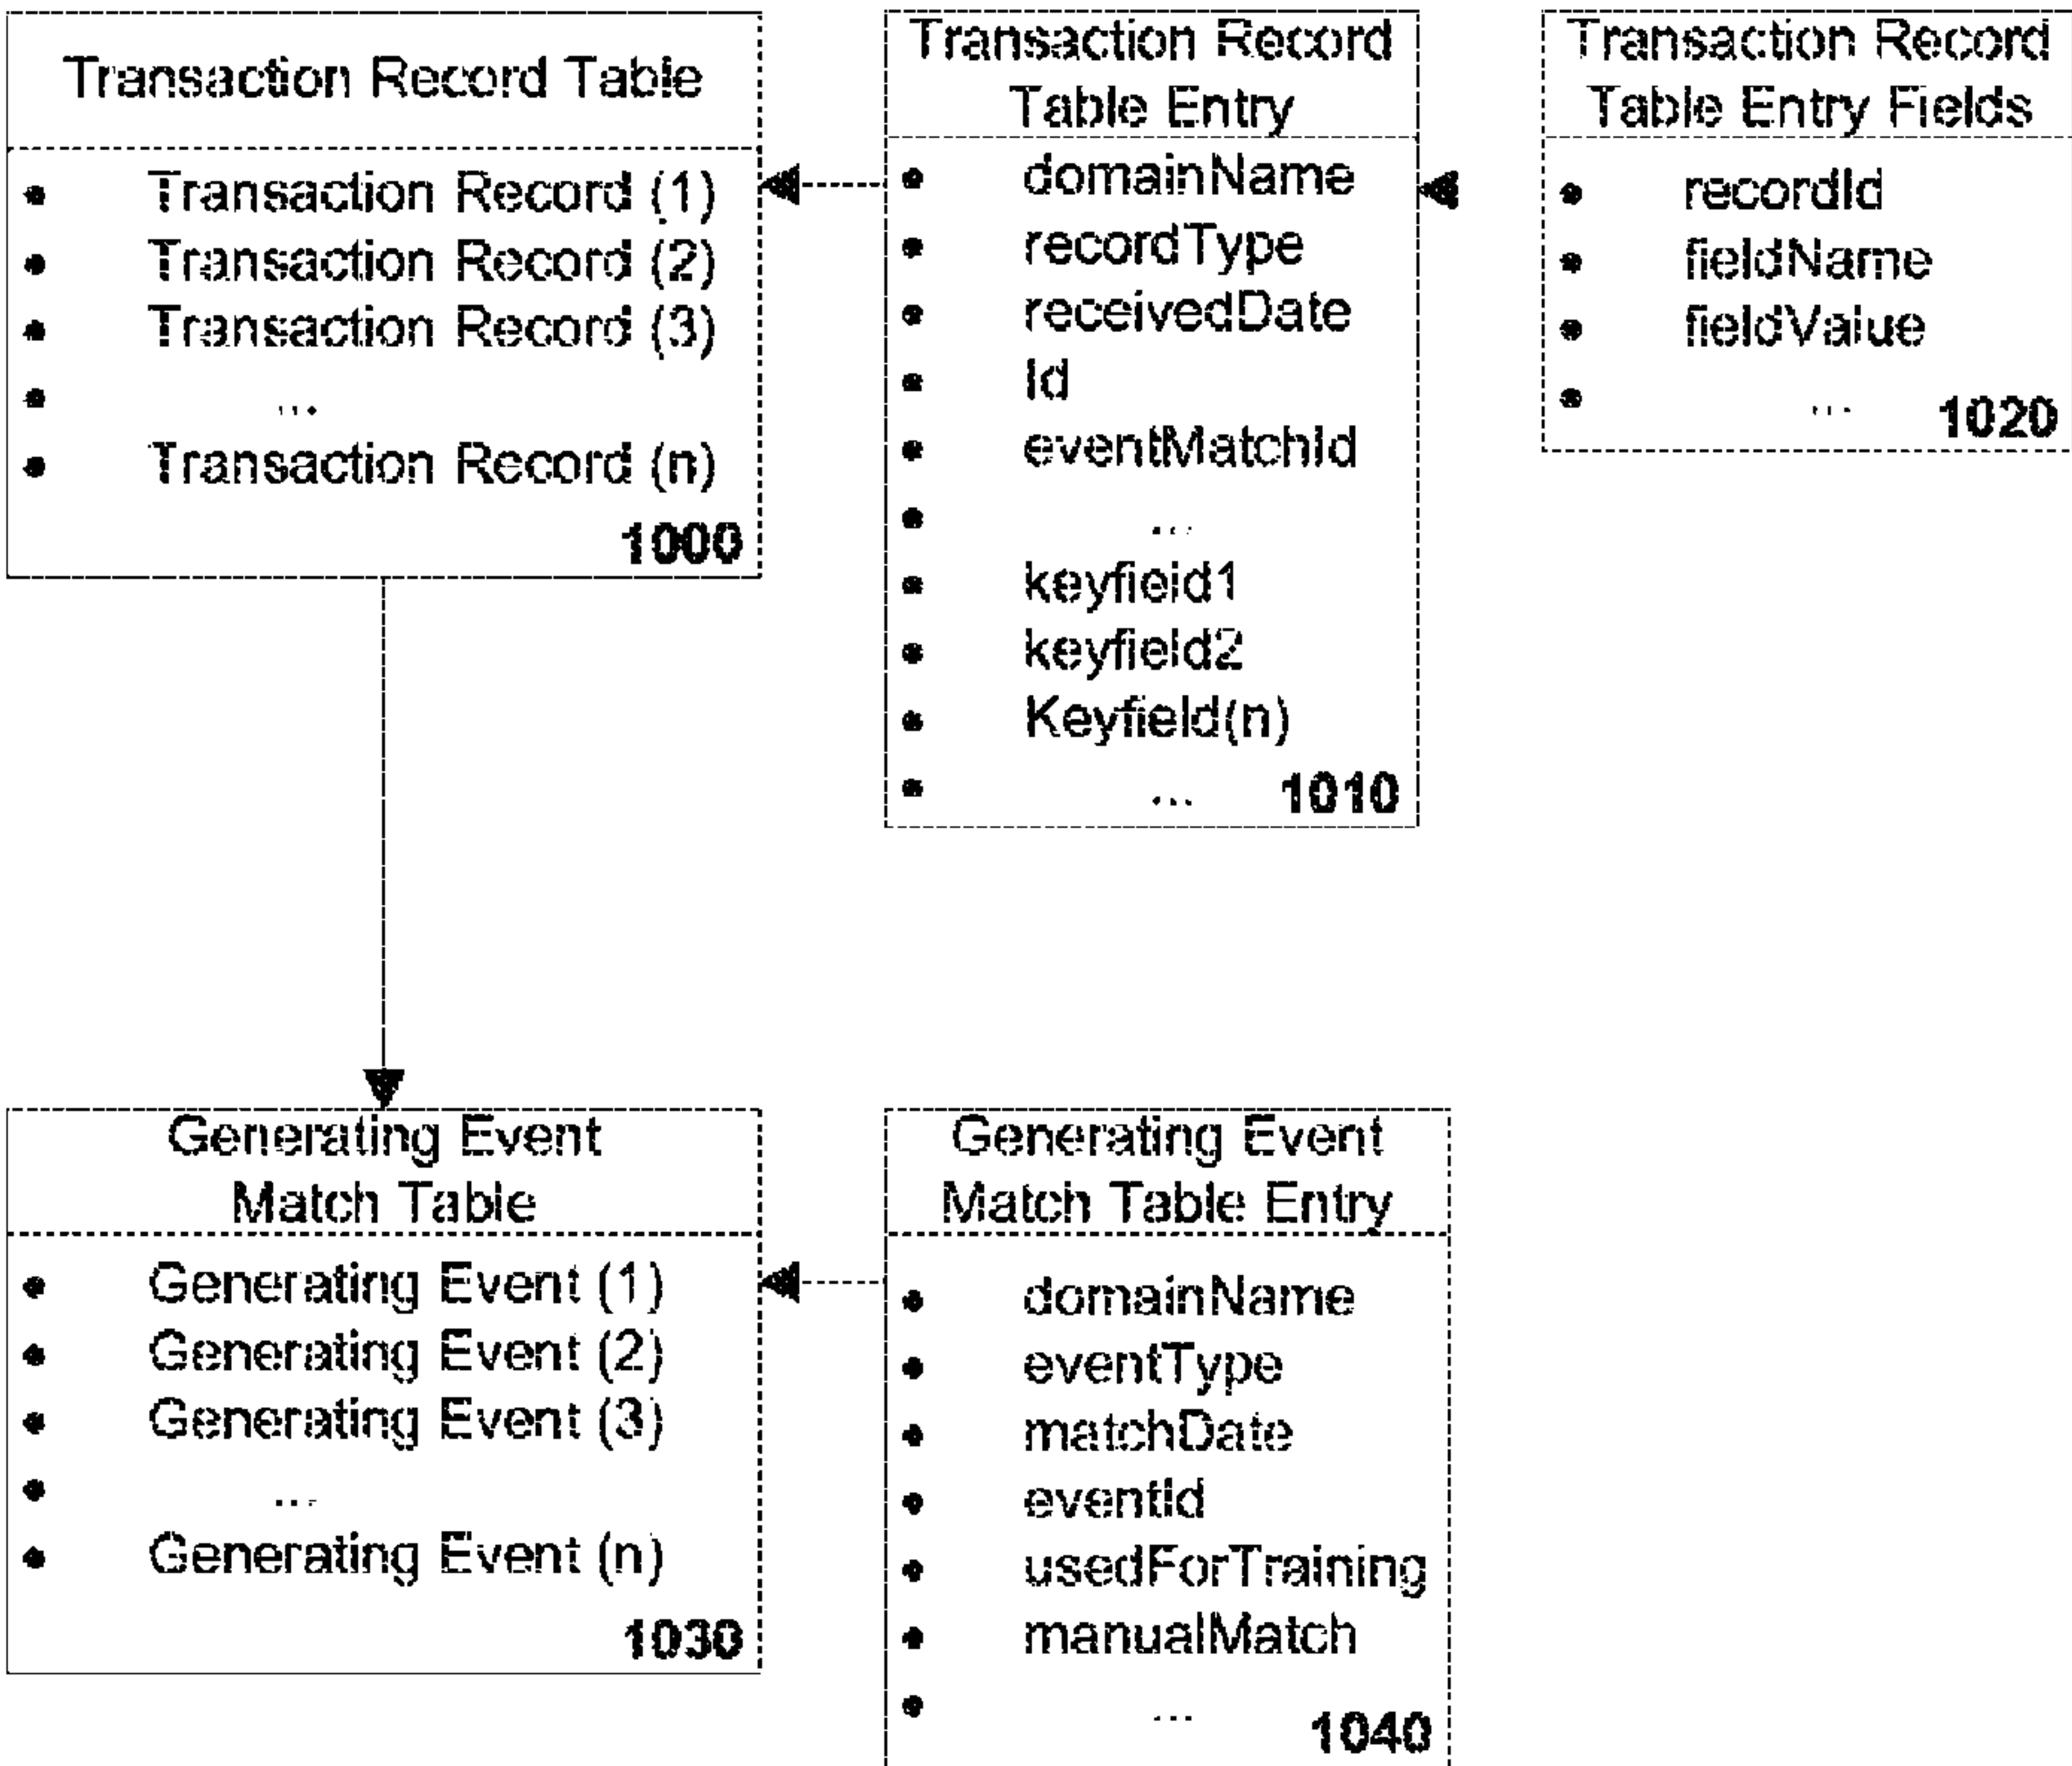 Transaction Record Table
• Transaction Record (1)
• Transaction Record (2)
• Transaction Record (3)
• ...
• Transaction Record (n)
1000
Transaction Record
Table Entry
• domainName
• recordType
• receivedDate
• Id
• eventMatchId
• ...
• keyfield1
• keyfield2
• Keyfield(n)
• ... 1010
Transaction Record
Table Entry Fields
• recordId
• fieldName
• fieldValue
• ... 1020
Generating Event
Match Table
• Generating Event (1)
• Generating Event (2)
• Generating Event (3)
• ...
• Generating Event (n)
1030
Generating Event
Match Table Entry
• domainName
• eventType
• matchDate
• eventId
• usedForTraining
• manualMatch
• ... 1040